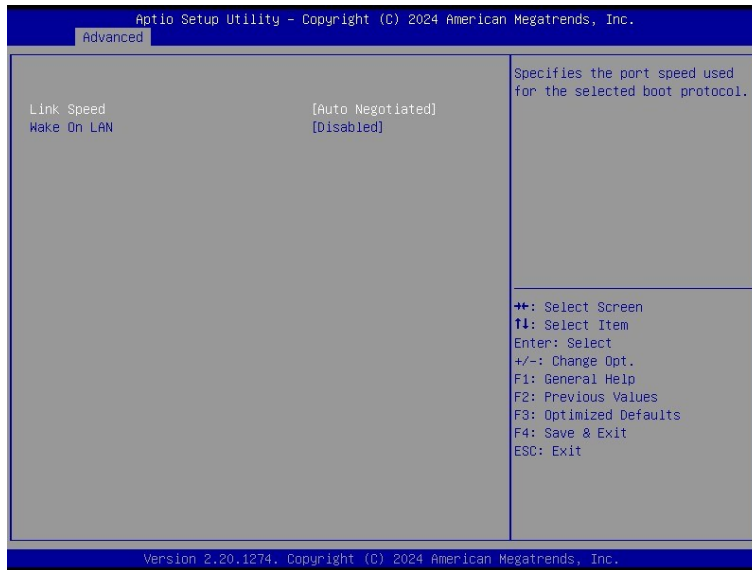 Aptio Setup Utility – Copyright (C) 2024 American Megatrends, Inc.
Advanced
Link Speed [Auto Negotiated]
Wake On LAN [Disabled]
Specifies the port speed used
for the selected boot protocol.
→←: Select Screen
↑↓: Select Item
Enter: Select
+/-: Change Opt.
F1: General Help
F2: Previous Values
F3: Optimized Defaults
F4: Save & Exit
ESC: Exit
Version 2.20.1274. Copyright (C) 2024 American Megatrends, Inc.